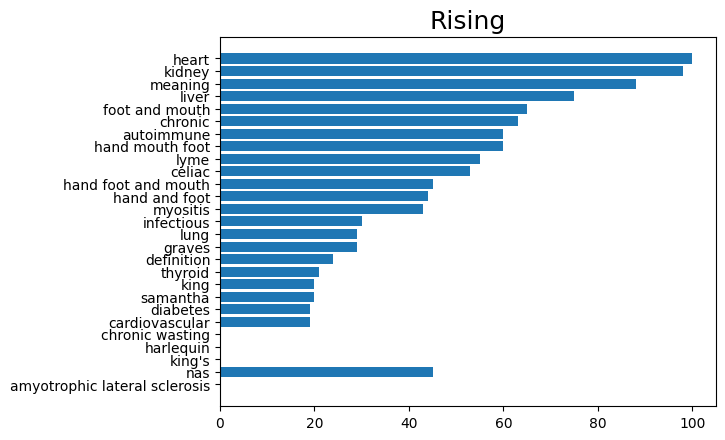 Rising
heart
kidney
meaning
liver
foot and mouth
chronic
autoimmune
hand mouth foot
lyme
celiac
hand foot and mouth
hand and foot
myositis
infectious
lung
graves
definition
thyroid
king
samantha
diabetes
cardiovascular
chronic wasting
harlequin
king's
nas
amyotrophic lateral sclerosis
0 20 40 60 80 100